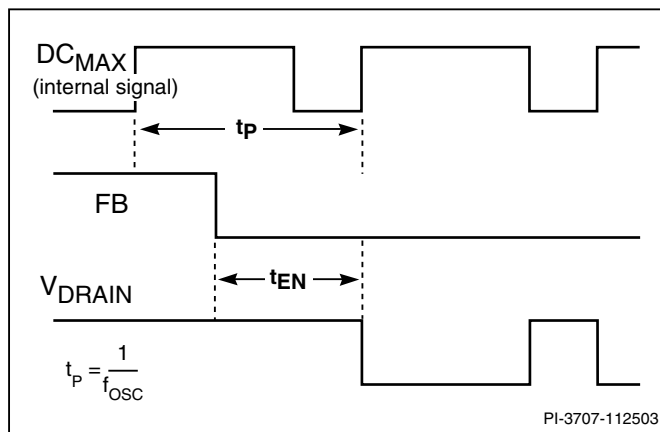 DCMAX
(internal signal)
tP
FB
tEN
VDRAIN
tP = 1/fOSC
PI-3707-112503